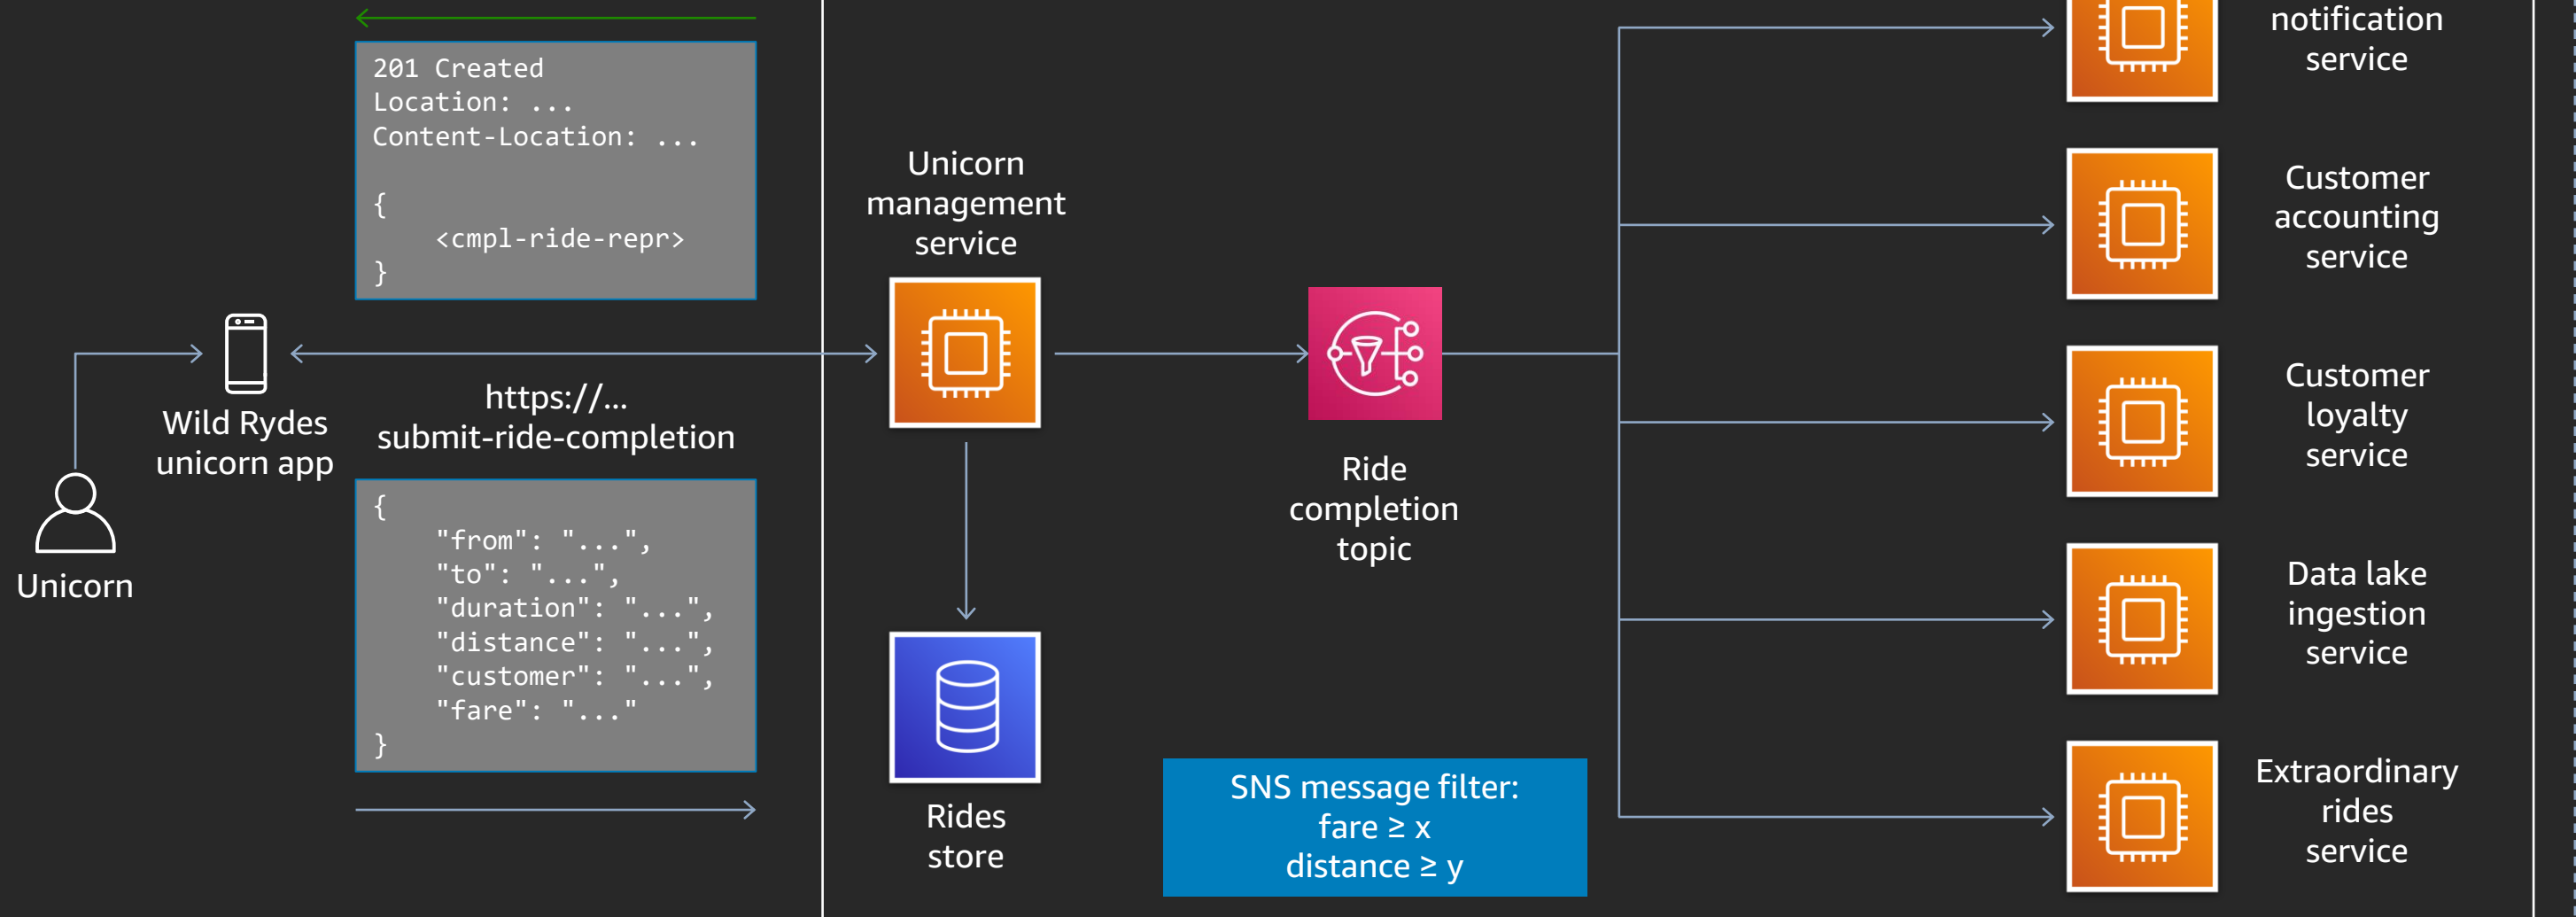 201 Created
Location: ...
Content-Location: ...
{
<cmpl-ride-repr>
}
Wild Rydes
unicorn app
Unicorn
https://...
submit-ride-completion
{
"from": "...",
"to": "...",
"duration": "...",
"distance": "...",
"customer": "...",
"fare": "..."
}
Unicorn
management
service
Rides
store
Ride
completion
topic
SNS message filter:
fare ≥ x
distance ≥ y
notification
service
Customer
accounting
service
Customer
loyalty
service
Data lake
ingestion
service
Extraordinary
rides
service